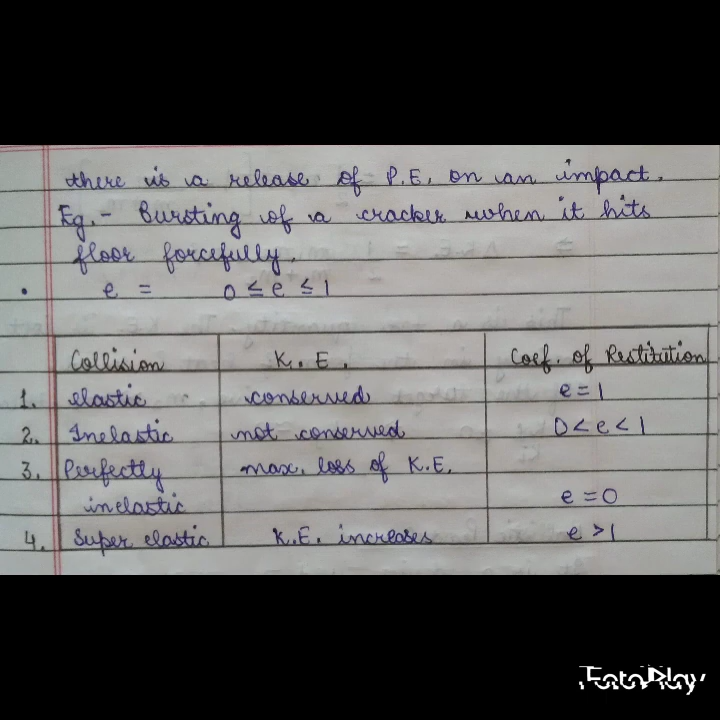 there is a release of P.E. on an impact.
Eg.- Bursting of a cracker when it hits
floor forcefully.
• e = 0 ≤ e ≤ 1
Collision K.E. Coef. of Restitution
1. elastic conserved e = 1
2. Inelastic not conserved 0 < e < 1
3. Perfectly max. loss of K.E.
inelastic e = 0
4. Super elastic K.E. increases e > 1
FotoPlay